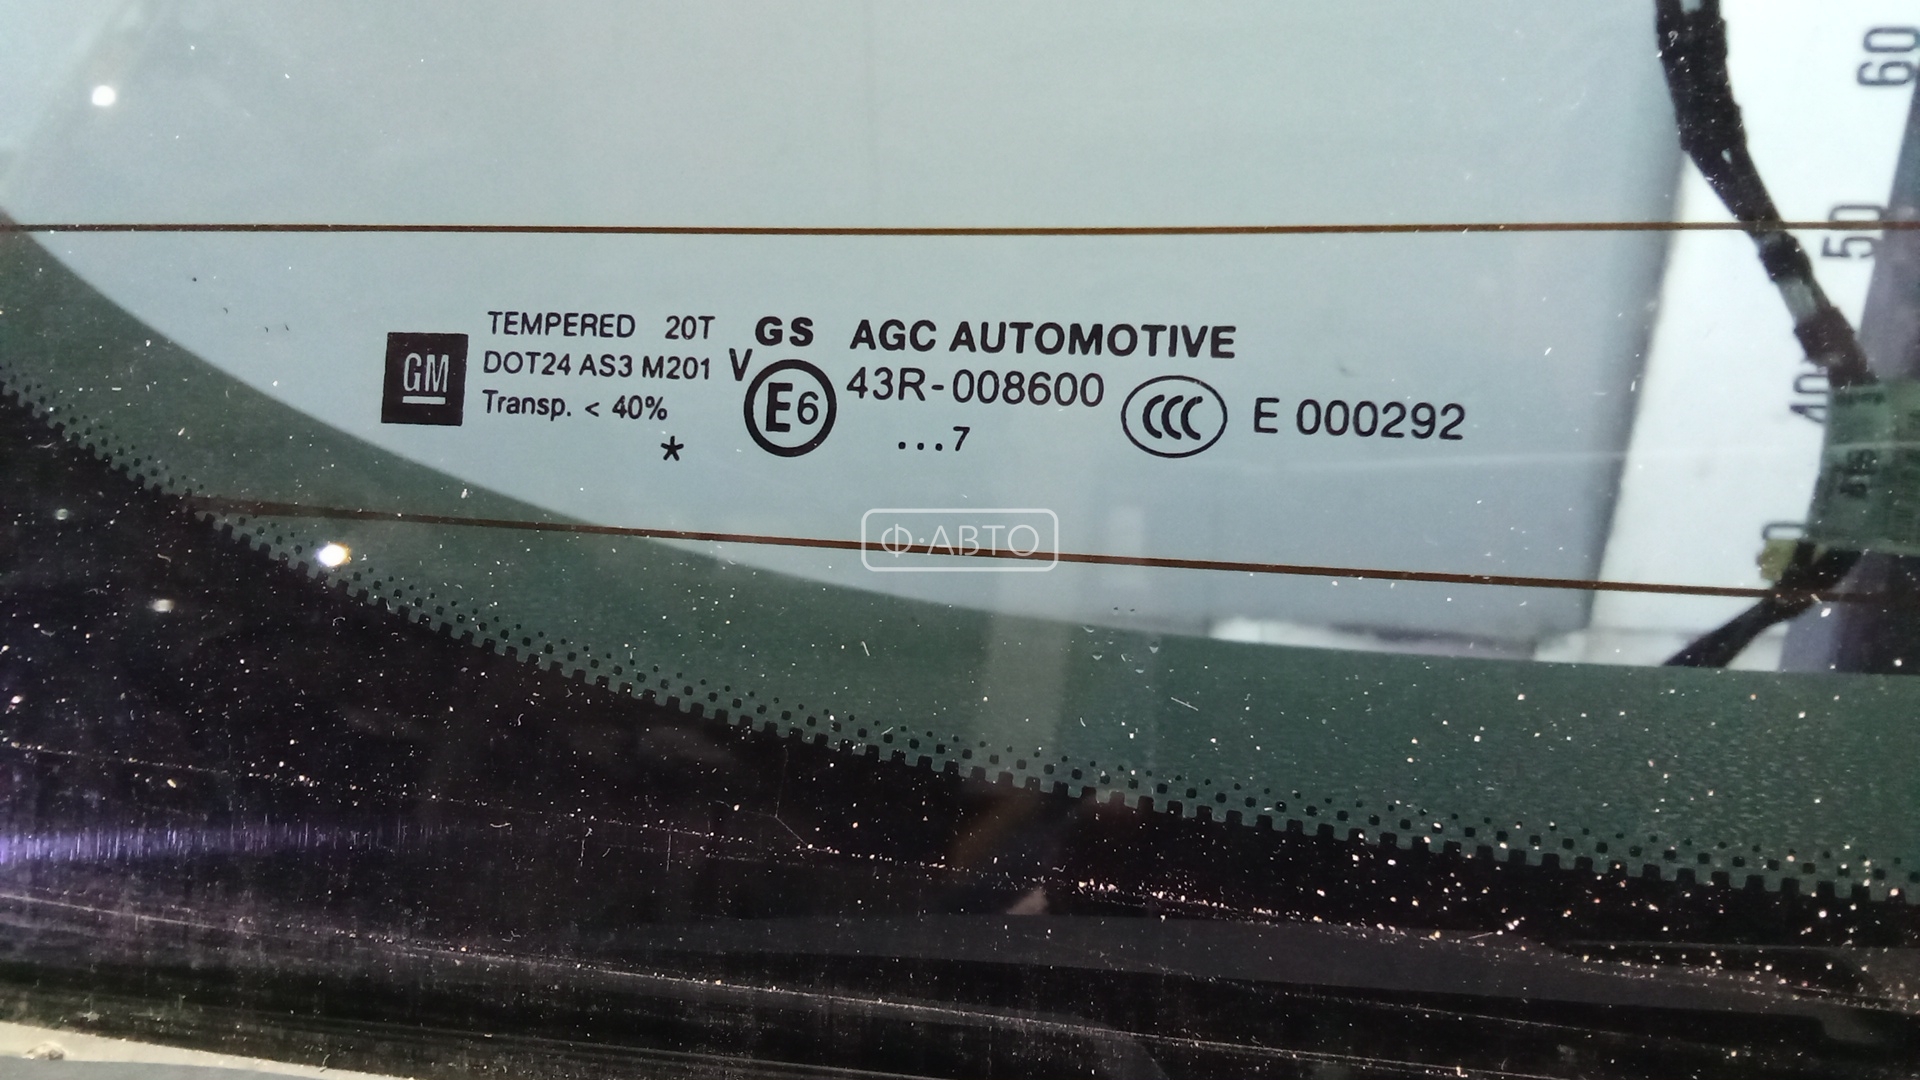 GM
TEMPERED 20T
DOT24 AS3 M201 V
Transp. < 40%
*
GS AGC AUTOMOTIVE
E6 43R-008600
...7
CCC E 000292
Ф·АВТО
60
50
40